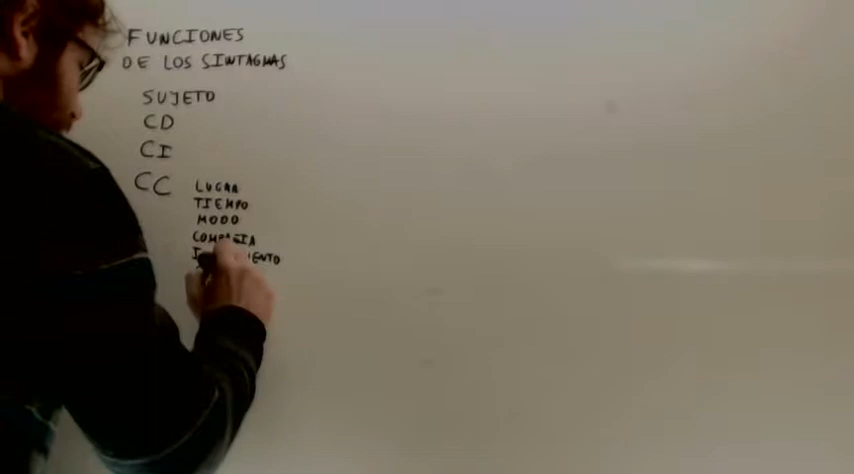 FUNCIONES
DE LOS SINTAGMAS
SUJETO
CD
CI
CC
LUGAR
TIEMPO
MODO